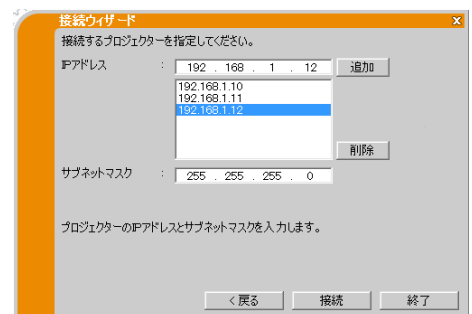 接続ウィザード
接続するプロジェクターを指定してください。
IPアドレス : 192 . 168 . 1 . 12 追加
192.168.1.10
192.168.1.11
192.168.1.12
削除
サブネットマスク : 255 . 255 . 255 . 0
プロジェクターのIPアドレスとサブネットマスクを入力します。
<戻る 接続 終了